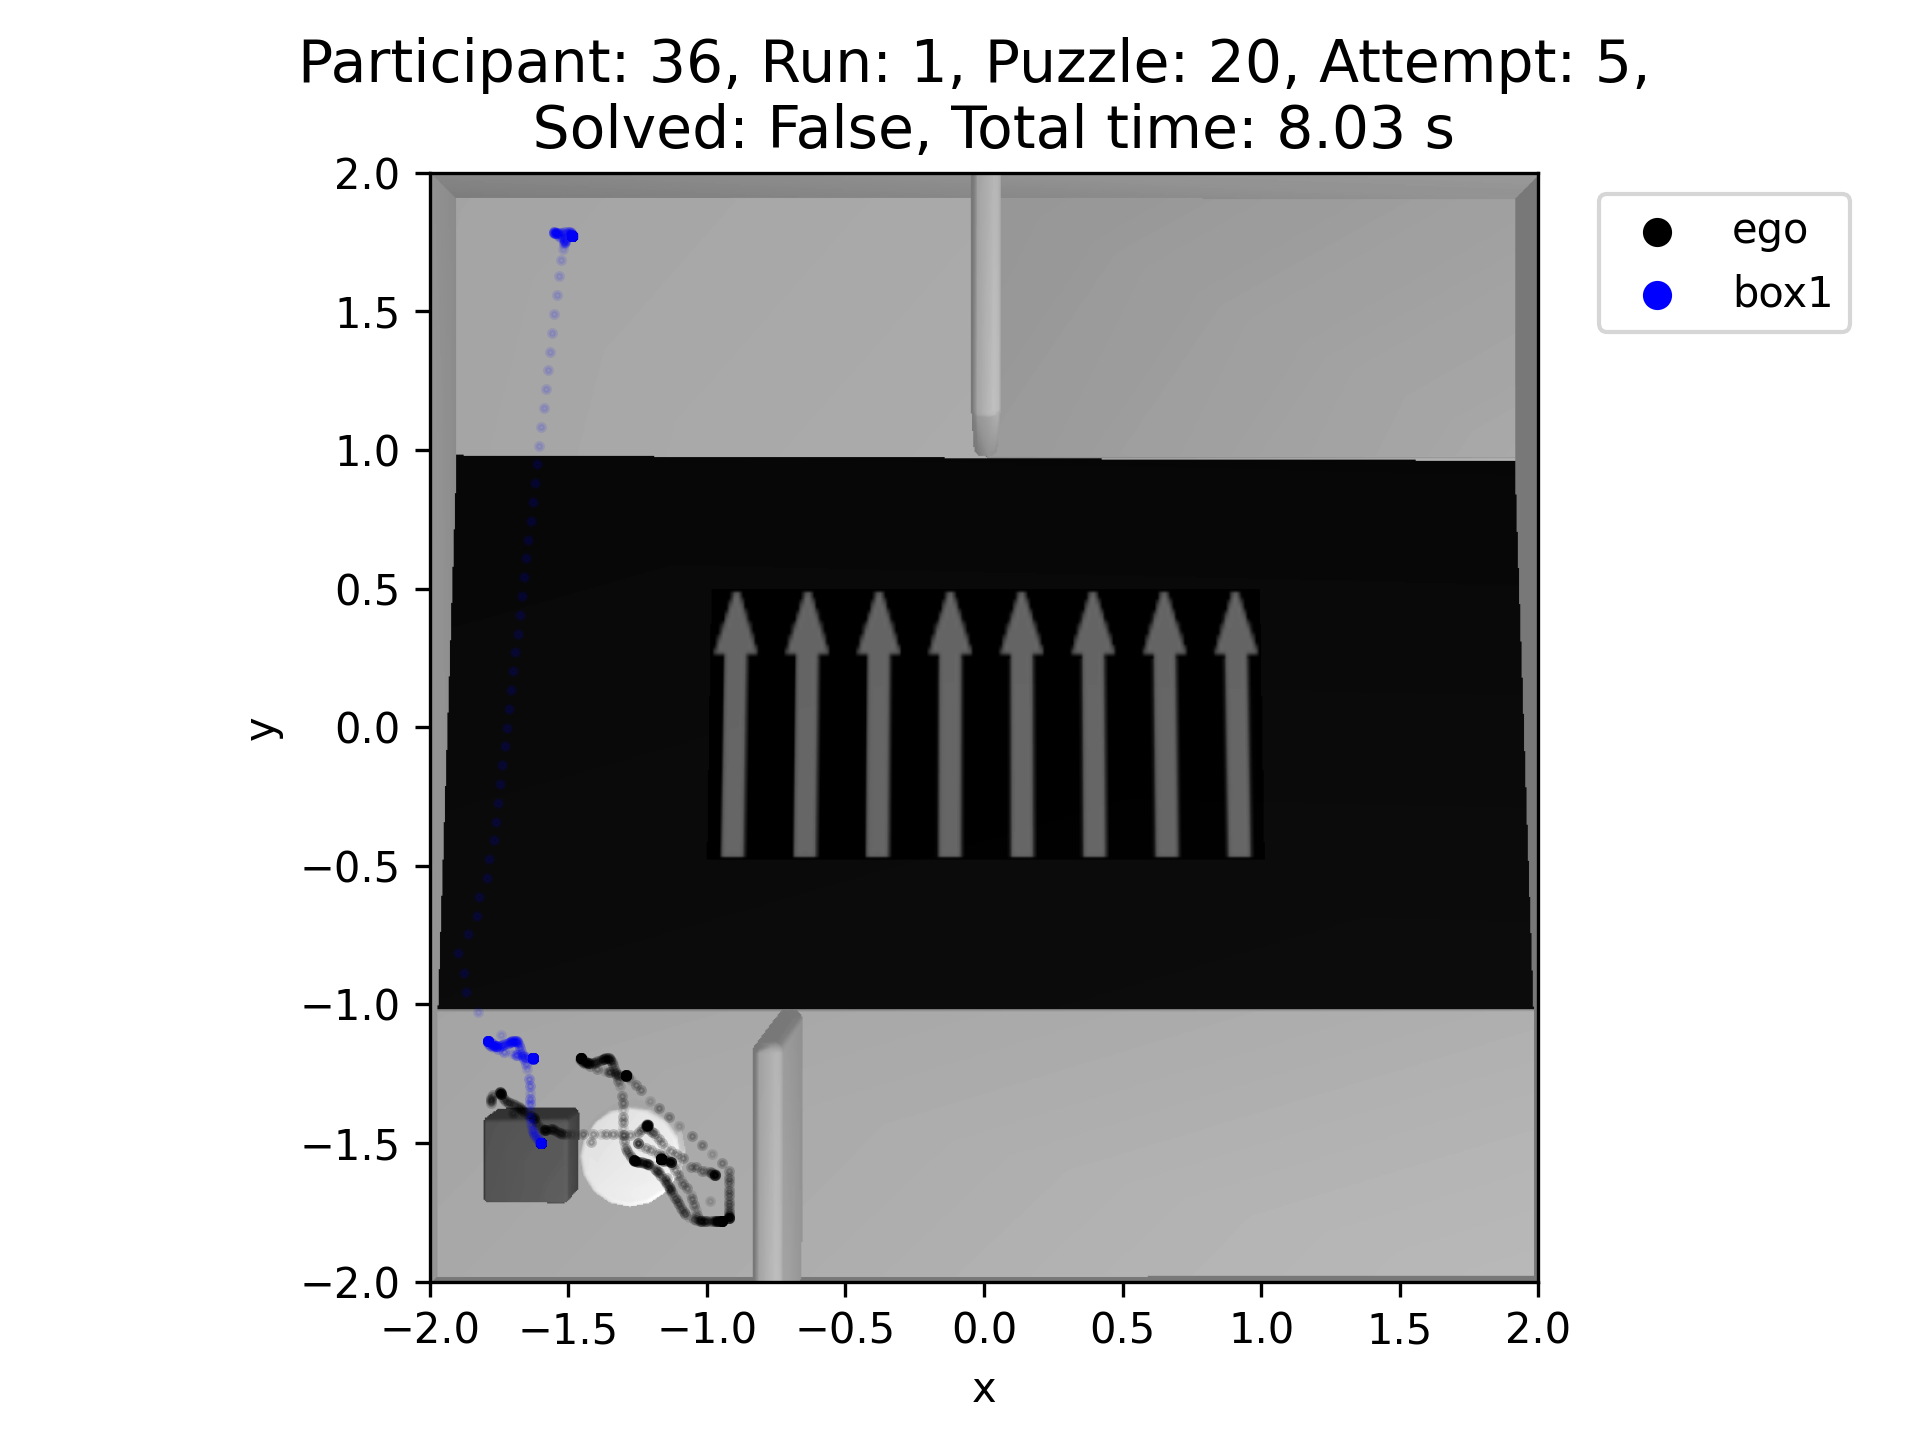 Participant: 36, Run: 1, Puzzle: 20, Attempt: 5,
Solved: False, Total time: 8.03 s
ego
box1
2.0
1.5
1.0
0.5
0.0
−0.5
−1.0
−1.5
−2.0
y
−2.0 −1.5 −1.0 −0.5 0.0 0.5 1.0 1.5 2.0
x